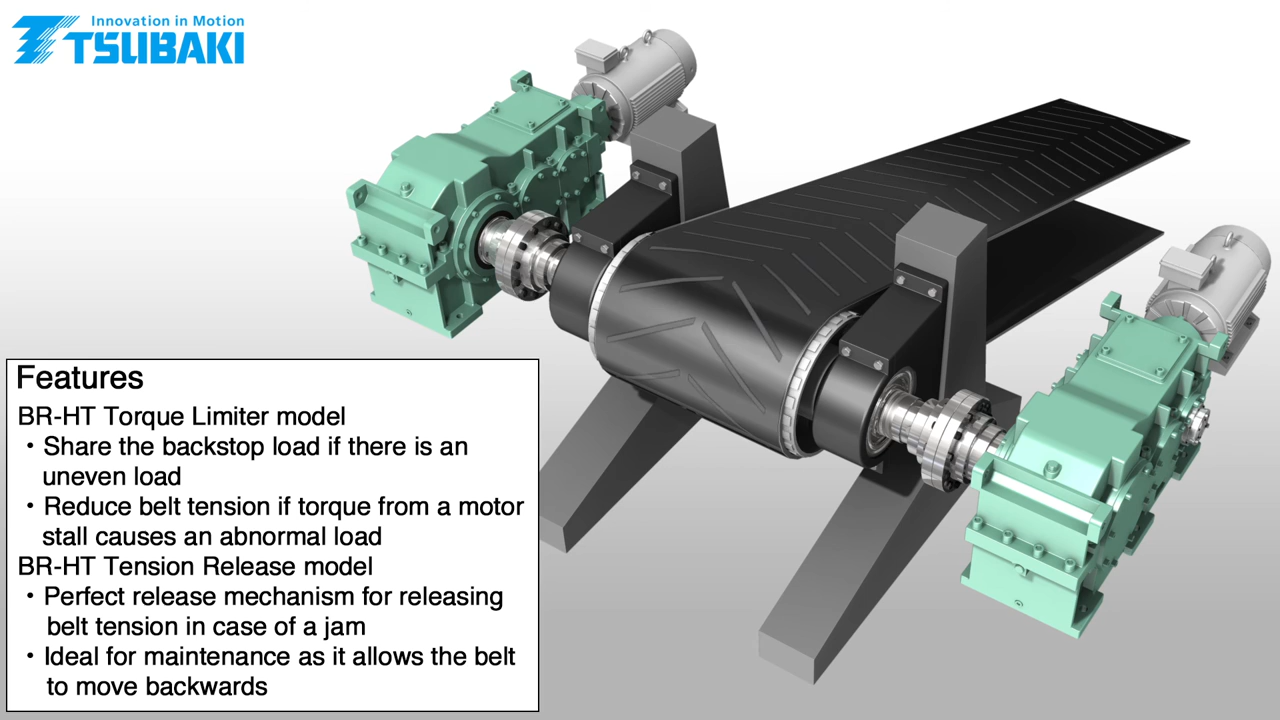 Innovation in Motion
TSUBAKI
Features
BR-HT Torque Limiter model
・Share the backstop load if there is an
uneven load
・Reduce belt tension if torque from a motor
stall causes an abnormal load
BR-HT Tension Release model
・Perfect release mechanism for releasing
belt tension in case of a jam
・Ideal for maintenance as it allows the belt
to move backwards